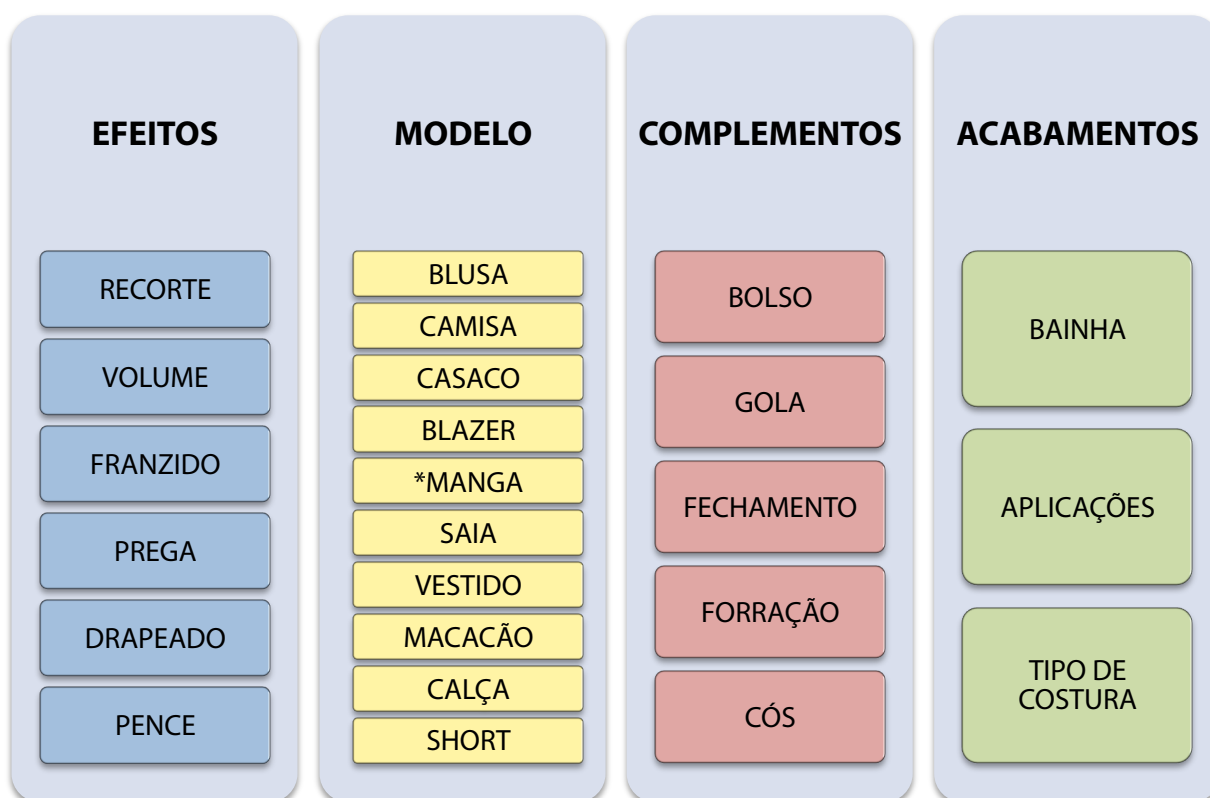 EFEITOS
RECORTE
VOLUME
FRANZIDO
PREGA
DRAPEADO
PENCE
MODELO
BLUSA
CAMISA
CASACO
BLAZER
*MANGA
SAIA
VESTIDO
MACACÃO
CALÇA
SHORT
COMPLEMENTOS
BOLSO
GOLA
FECHAMENTO
FORRAÇÃO
CÓS
ACABAMENTOS
BAINHA
APLICAÇÕES
TIPO DE
COSTURA